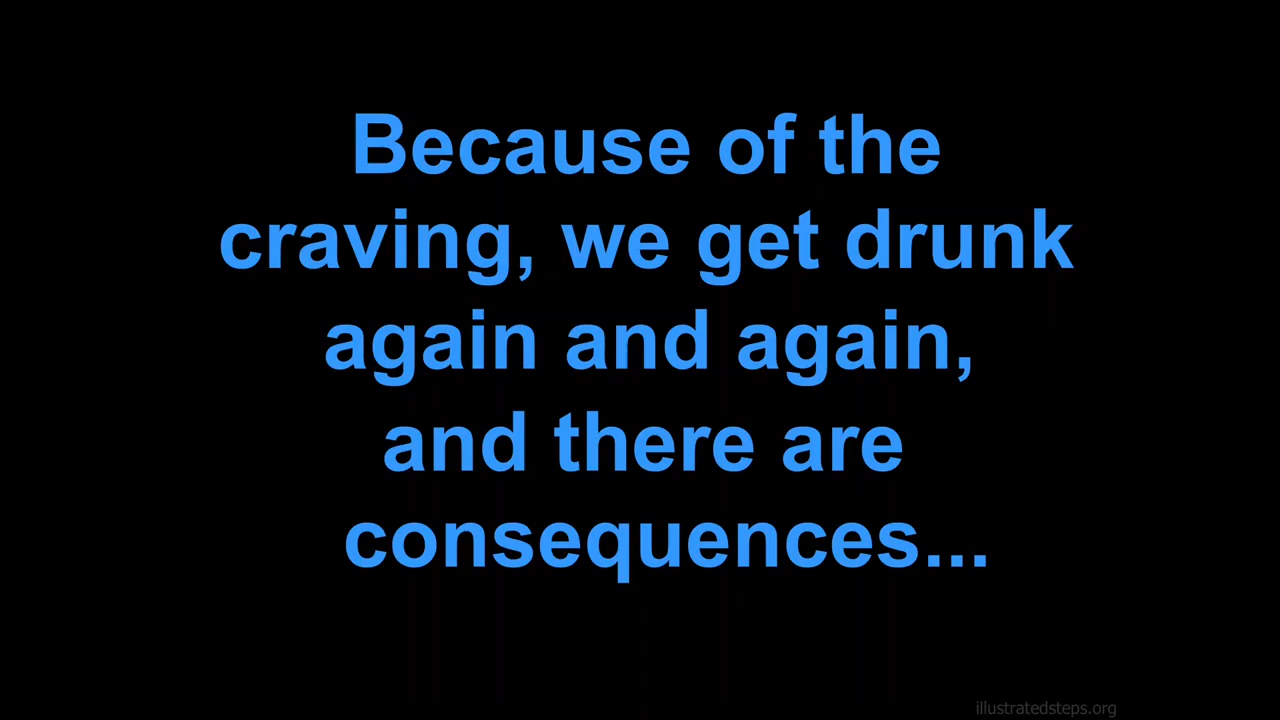 Because of the
craving, we get drunk
again and again,
and there are
consequences...
illustratedsteps.org